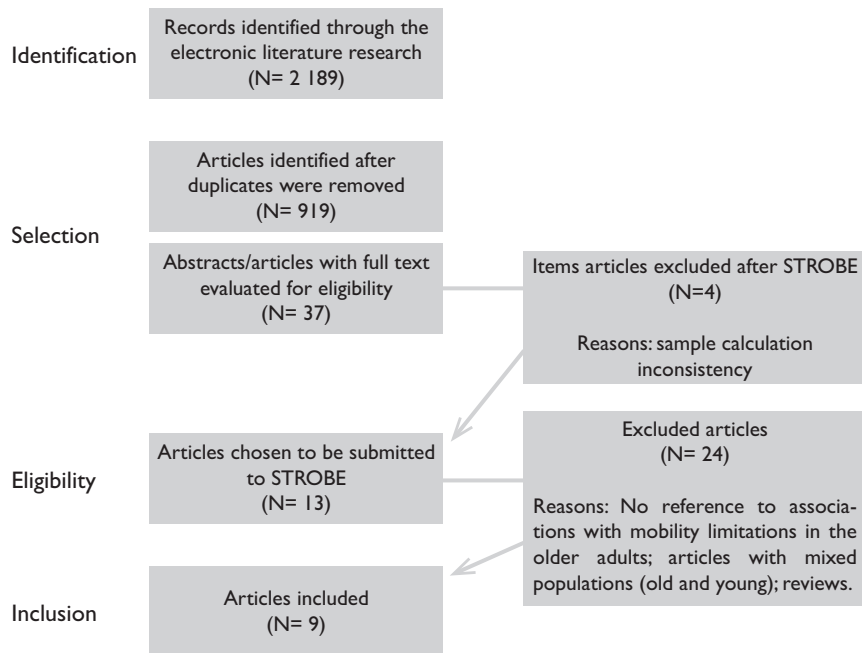 Identification
Records identified through the
electronic literature research
(N= 2 189)
Selection
Articles identified after
duplicates were removed
(N= 919)
Abstracts/articles with full text
evaluated for eligibility
(N= 37)
Items articles excluded after STROBE
(N=4)
Reasons: sample calculation
inconsistency
Eligibility
Articles chosen to be submitted
to STROBE
(N= 13)
Excluded articles
(N= 24)
Reasons: No reference to associa-
tions with mobility limitations in the
older adults; articles with mixed
populations (old and young); reviews.
Inclusion
Articles included
(N= 9)